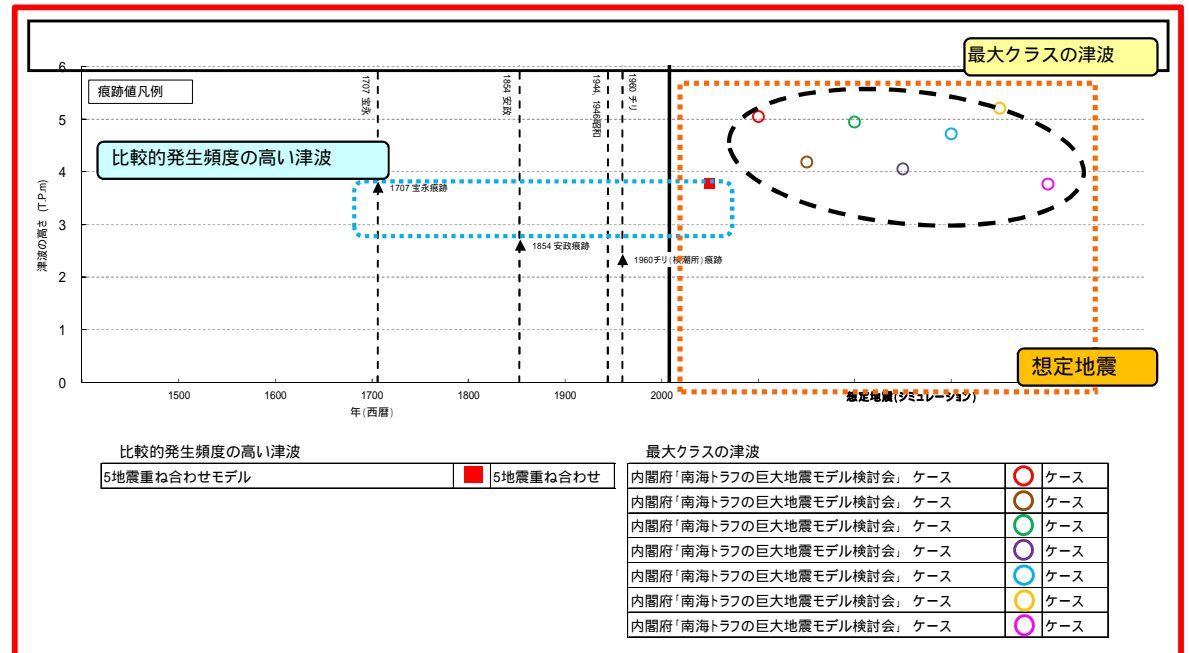 最大クラスの津波
痕跡値凡例
1707 宝永
1854 安政
1944, 1946昭和
1960 チリ
比較的発生頻度の高い津波
津波の高さ (T.P.m)
6
5
4
3
2
1
0
1707 宝永痕跡
1854 安政痕跡
1960チリ(検潮所)痕跡
想定地震
1500
1600
1700
1800
1900
2000
年(西暦)
想定地震(シミュレーション)
比較的発生頻度の高い津波
5地震重ね合わせモデル 5地震重ね合わせ
最大クラスの津波
内閣府「南海トラフの巨大地震モデル検討会」 ケース ケース
内閣府「南海トラフの巨大地震モデル検討会」 ケース ケース
内閣府「南海トラフの巨大地震モデル検討会」 ケース ケース
内閣府「南海トラフの巨大地震モデル検討会」 ケース ケース
内閣府「南海トラフの巨大地震モデル検討会」 ケース ケース
内閣府「南海トラフの巨大地震モデル検討会」 ケース ケース
内閣府「南海トラフの巨大地震モデル検討会」 ケース ケース